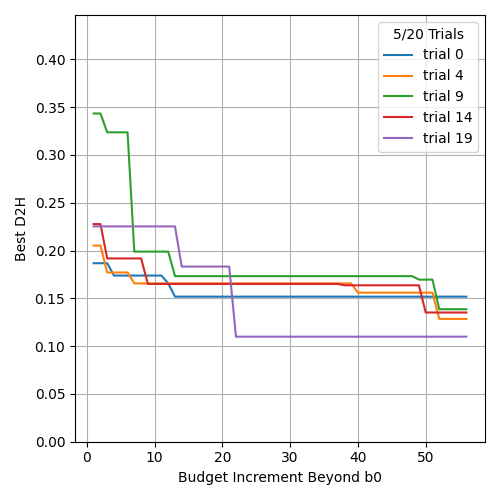 5/20 Trials
trial 0
trial 4
trial 9
trial 14
trial 19
0.40
0.35
0.30
0.25
0.20
0.15
0.10
0.05
0.00
Best D2H
0 10 20 30 40 50
Budget Increment Beyond b0